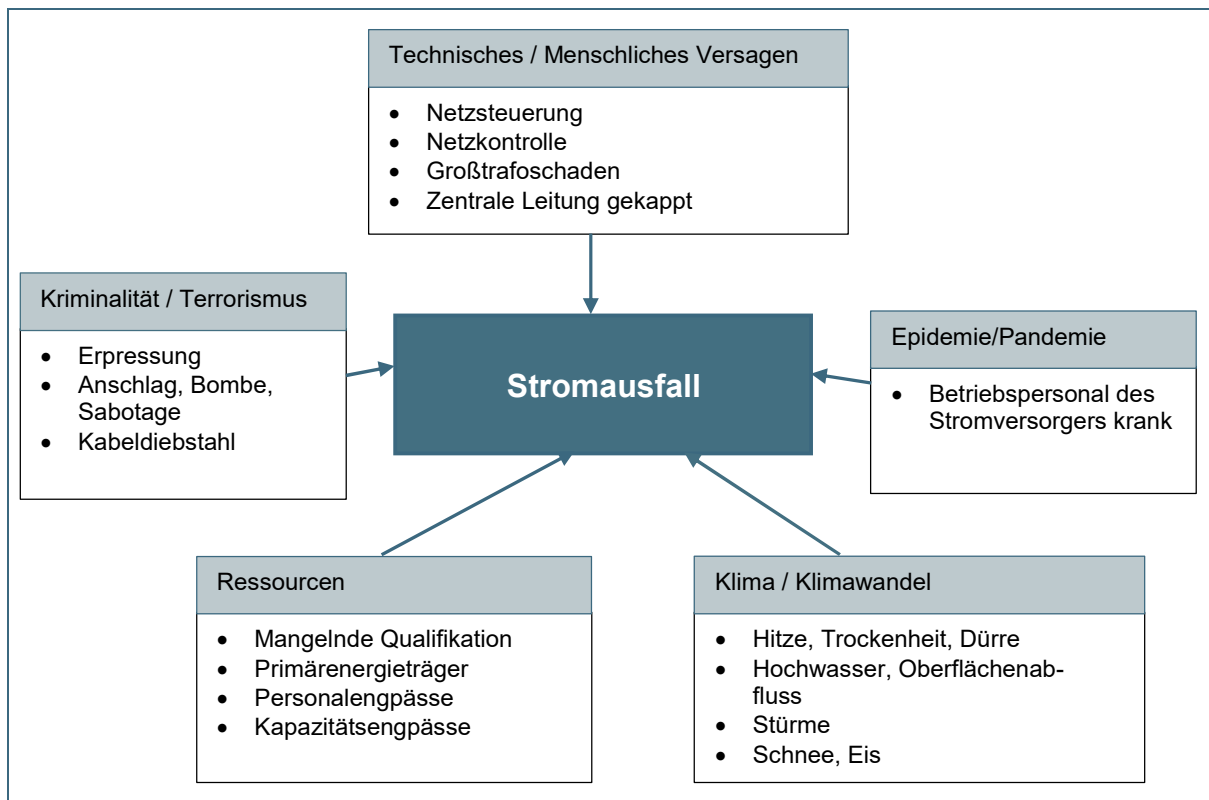 Technisches / Menschliches Versagen
• Netzsteuerung
• Netzkontrolle
• Großtrafoschaden
• Zentrale Leitung gekappt
Kriminalität / Terrorismus
• Erpressung
• Anschlag, Bombe,
Sabotage
• Kabeldiebstahl
Stromausfall
Epidemie/Pandemie
• Betriebspersonal des
Stromversorgers krank
Ressourcen
• Mangelnde Qualifikation
• Primärenergieträger
• Personalengpässe
• Kapazitätsengpässe
Klima / Klimawandel
• Hitze, Trockenheit, Dürre
• Hochwasser, Oberflächenab-
fluss
• Stürme
• Schnee, Eis